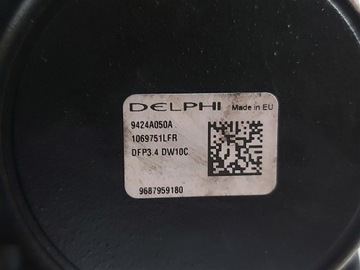 DELPHI Made in EU
9424A050A
1069751LFR
DFP3.4 DW10C
9687959180